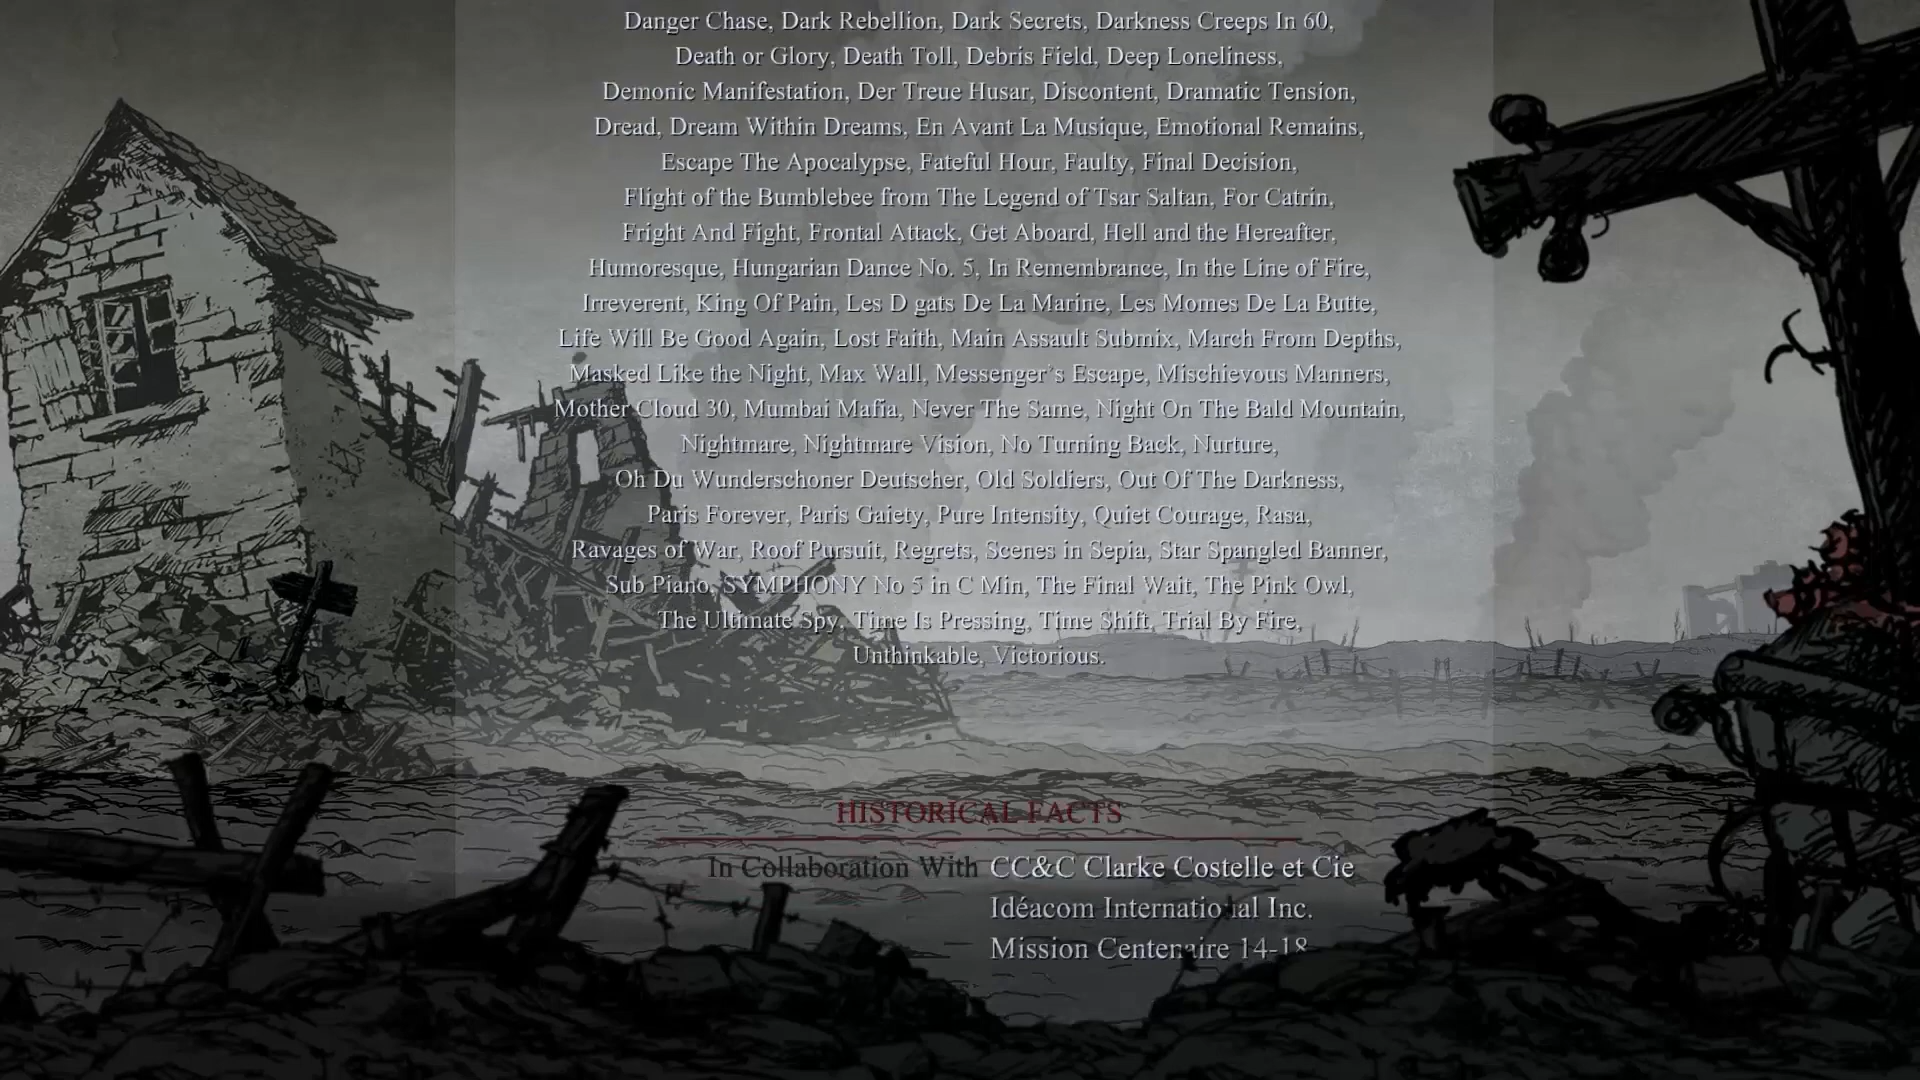 Danger Chase, Dark Rebellion, Dark Secrets, Darkness Creeps In 60,
Death or Glory, Death Toll, Debris Field, Deep Loneliness,
Demonic Manifestation, Der Treue Husar, Discontent, Dramatic Tension,
Dread, Dream Within Dreams, En Avant La Musique, Emotional Remains,
Escape The Apocalypse, Fateful Hour, Faulty, Final Decision,
Flight of the Bumblebee from The Legend of Tsar Saltan, For Catrin,
Fright And Fight, Frontal Attack, Get Aboard, Hell and the Hereafter,
Humoresque, Hungarian Dance No. 5, In Remembrance, In the Line of Fire,
Irreverent, King Of Pain, Les D gats De La Marine, Les Momes De La Butte,
Life Will Be Good Again, Lost Faith, Main Assault Submix, March From Depths,
Masked Like the Night, Max Wall, Messenger's Escape, Mischievous Manners,
Mother Cloud 30, Mumbai Mafia, Never The Same, Night On The Bald Mountain,
Nightmare, Nightmare Vision, No Turning Back, Nurture,
Oh Du Wunderschoner Deutscher, Old Soldiers, Out Of The Darkness,
Paris Forever, Paris Gaiety, Pure Intensity, Quiet Courage, Rasa,
Ravages of War, Roof Pursuit, Regrets, Scenes in Sepia, Star Spangled Banner,
Sub Piano, SYMPHONY No 5 in C Min, The Final Wait, The Pink Owl,
The Ultimate Spy, Time Is Pressing, Time Shift, Trial By Fire,
Unthinkable, Victorious.
HISTORICAL FACTS
In Collaboration With CC&C Clarke Costelle et Cie
Idéacom International Inc.
Mission Centenaire 14-18